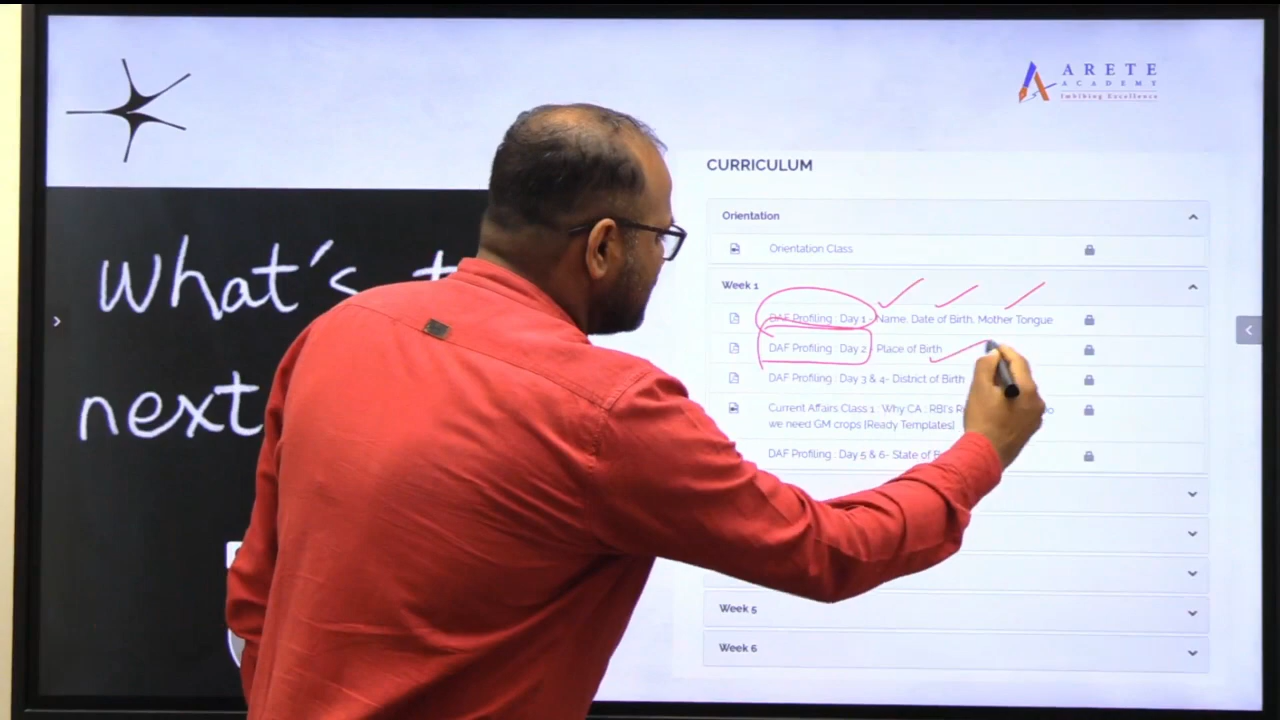 ARETE
ACADEMY
Imbibing Excellence
What's
next
CURRICULUM
Orientation
Orientation Class
Week 1
DAF Profiling : Day 1 - Name, Date of Birth, Mother Tongue
DAF Profiling : Day 2 - Place of Birth
DAF Profiling : Day 3 & 4- District of Birth
Current Affairs Class 1 : Why CA ; RBI's
we need GM crops [Ready Templates]
DAF Profiling : Day 5 & 6- State of
Week 5
Week 6